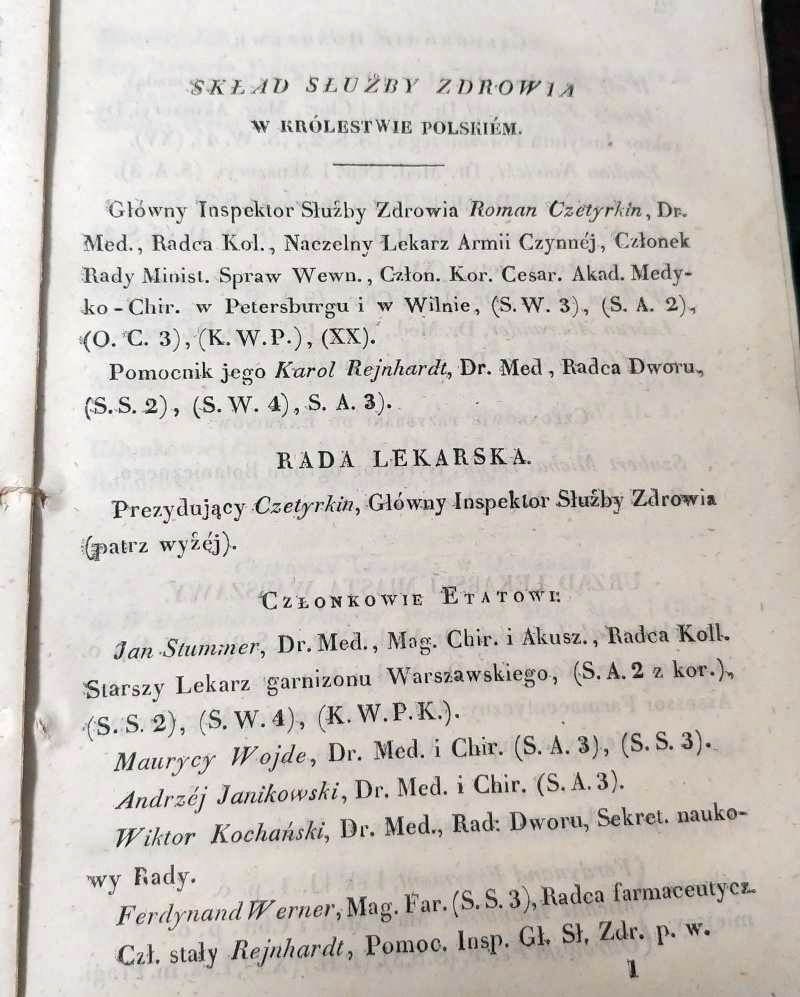 SKŁAD SŁUŻBY ZDROWIA
W KRÓLESTWIE POLSKIÉM.
Główny Inspektor Służby Zdrowia Roman Czetyrkin, Dr.
Med., Radca Kol., Naczelny Lekarz Armii Czynnéj, Członek
Rady Minist. Spraw Wewn., Człon. Kor. Cesar. Akad. Medy-
ko-Chir. w Petersburgu i w Wilnie, (S. W. 3), (S. A. 2),
(O. C. 3), (K. W. P.), (XX).
Pomocnik jego Karol Rejnhardt, Dr. Med, Radca Dworu,
(S. S. 2), (S. W. 4), S. A. 3).
RADA LEKARSKA.
Prezydujący Czetyrkin, Główny Inspektor Służby Zdrowia
(patrz wyżéj).
CZŁONKOWIE ETATOWI:
Jan Stummer, Dr. Med., Mag. Chir. i Akusz., Radca Koll.
Starszy Lekarz garnizonu Warszawskiego, (S. A. 2 z kor.),
(S. S. 2), (S. W. 4), (K. W. P. K.).
Maurycy Wojde, Dr. Med. i Chir. (S. A. 3), (S. S. 3).
Andrzéj Janikowski, Dr. Med. i Chir. (S. A. 3).
Wiktor Kochański, Dr. Med., Rad: Dworu, Sekret. nauko-
wy Rady.
Ferdynand Werner, Mag. Far. (S. S. 3), Radca farmaceutycz.
Czł. stały Rejnhardt, Pomoc. Insp. Gł. Sł. Zdr. p. w.
1